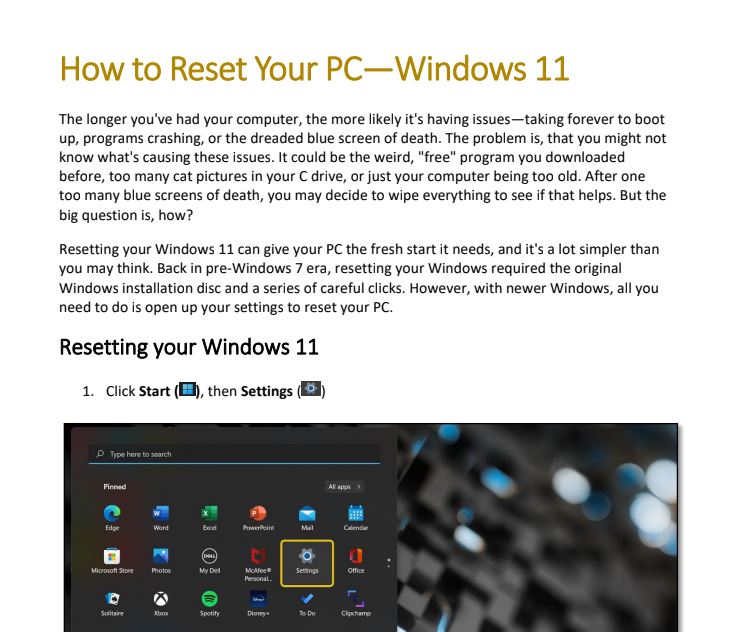 How to Reset Your PC—Windows 11
The longer you've had your computer, the more likely it's having issues—taking forever to boot
up, programs crashing, or the dreaded blue screen of death. The problem is, that you might not
know what's causing these issues. It could be the weird, "free" program you downloaded
before, too many cat pictures in your C drive, or just your computer being too old. After one
too many blue screens of death, you may decide to wipe everything to see if that helps. But the
big question is, how?
Resetting your Windows 11 can give your PC the fresh start it needs, and it's a lot simpler than
you may think. Back in pre-Windows 7 era, resetting your Windows required the original
Windows installation disc and a series of careful clicks. However, with newer Windows, all you
need to do is open up your settings to reset your PC.
Resetting your Windows 11
1. Click Start (), then Settings ()
Type here to search
Pinned All apps >
Edge Word Excel PowerPoint Mail Calendar
DELL
Microsoft Store Photos My Dell McAfee® Settings Office
Personal...
Disney+
Solitaire Xbox Spotify Disney+ To Do Clipchamp